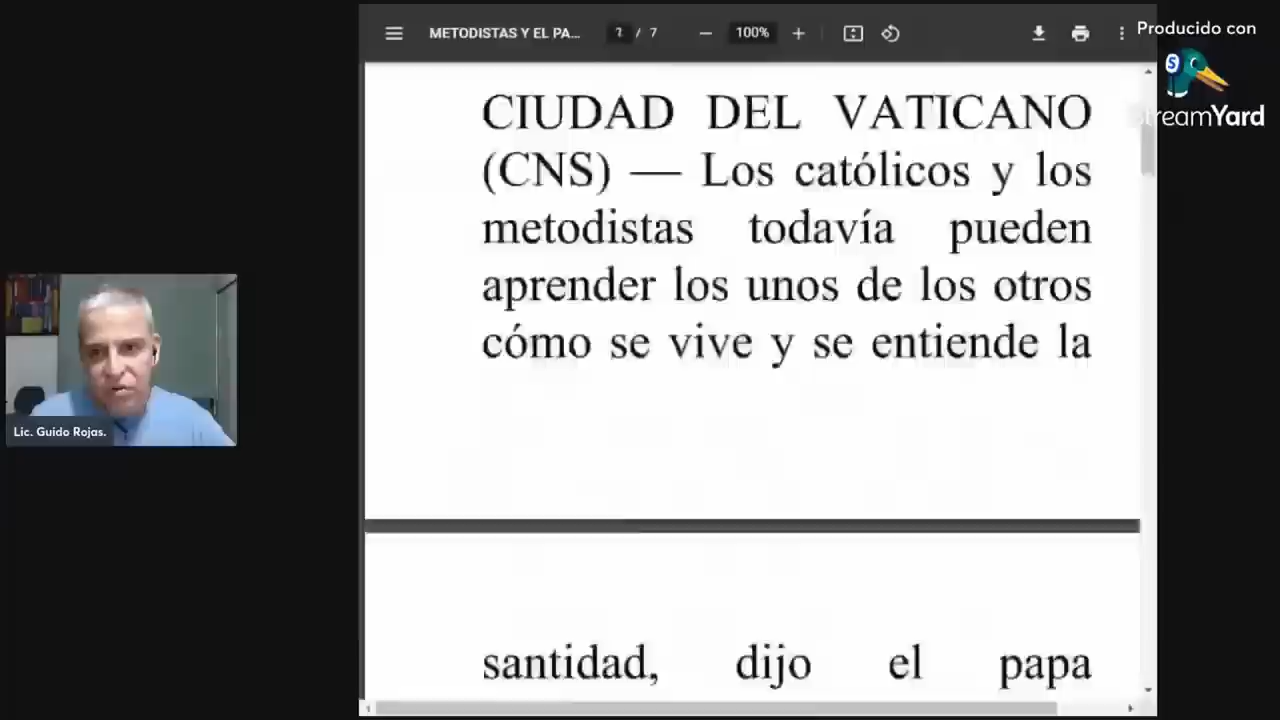 METODISTAS Y EL PA... / 7 100%
Producido con
StreamYard
CIUDAD DEL VATICANO
(CNS) — Los católicos y los
metodistas todavía pueden
aprender los unos de los otros
cómo se vive y se entiende la
Lic. Guido Rojas.
santidad, dijo el papa